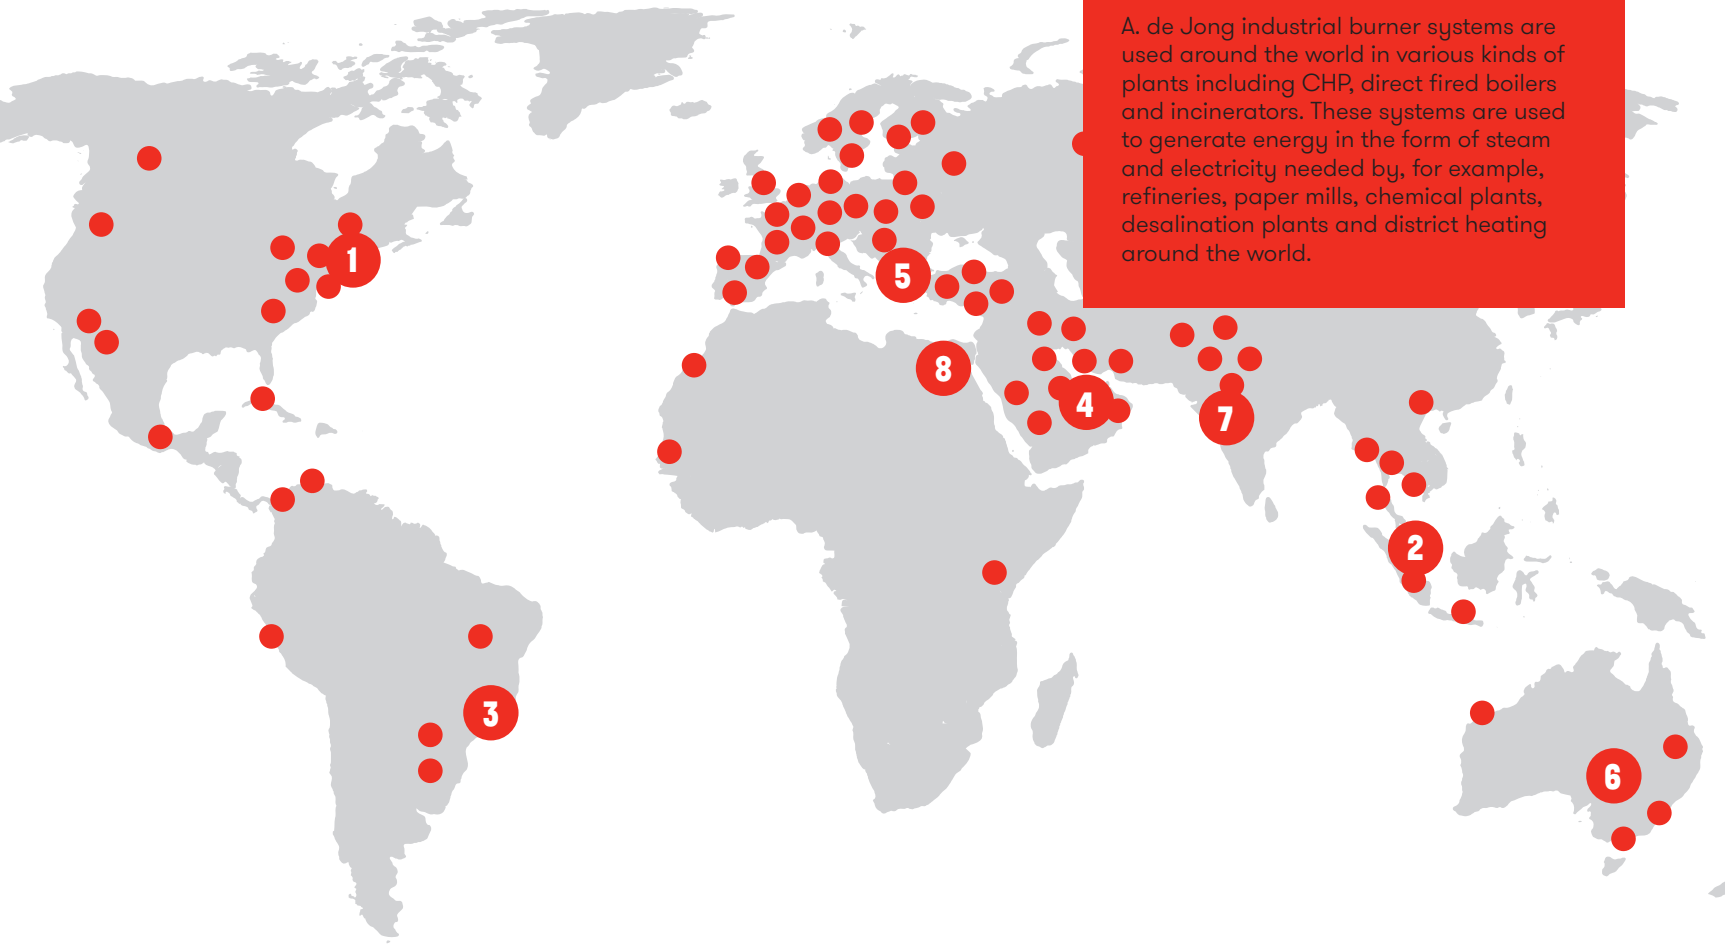 A. de Jong industrial burner systems are
used around the world in various kinds of
plants including CHP, direct fired boilers
and incinerators. These systems are used
to generate energy in the form of steam
and electricity needed by, for example,
refineries, paper mills, chemical plants,
desalination plants and district heating
around the world.
1
5
8
4
7
2
3
6